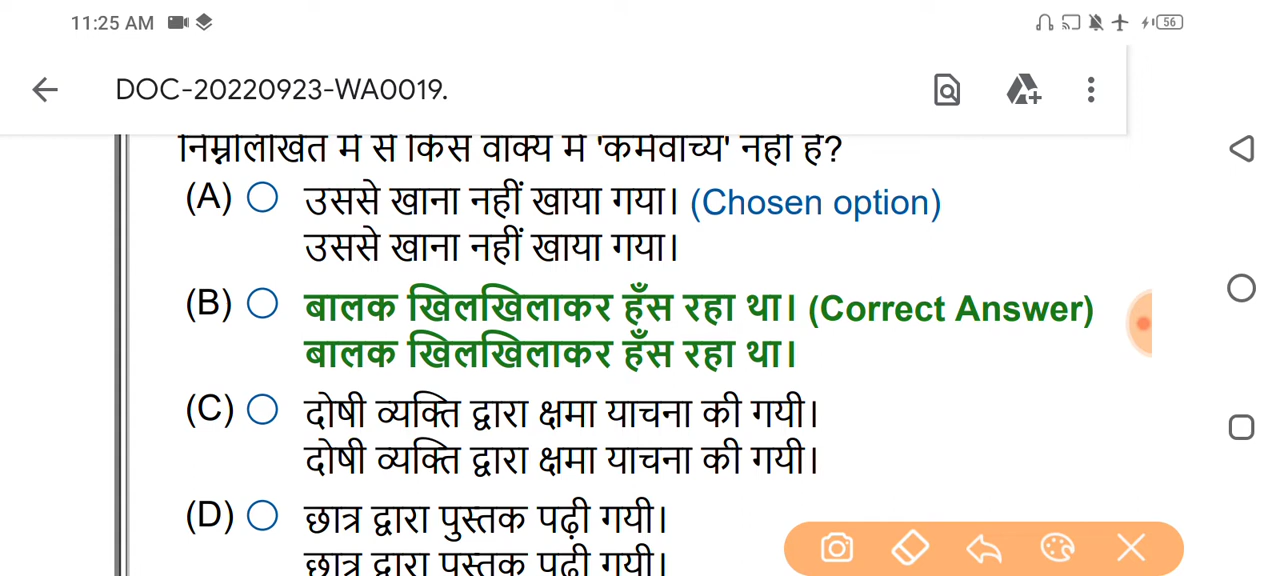 11:25 AM
56
DOC-20220923-WA0019.
निम्नलिखित में से किस वाक्य में 'कर्मवाच्य' नहीं है?
(A) उससे खाना नहीं खाया गया। (Chosen option)
उससे खाना नहीं खाया गया।
(B) बालक खिलखिलाकर हँस रहा था। (Correct Answer)
बालक खिलखिलाकर हँस रहा था।
(C) दोषी व्यक्ति द्वारा क्षमा याचना की गयी।
दोषी व्यक्ति द्वारा क्षमा याचना की गयी।
(D) छात्र द्वारा पुस्तक पढ़ी गयी।
छात्र द्वारा पुस्तक पढ़ी गयी।